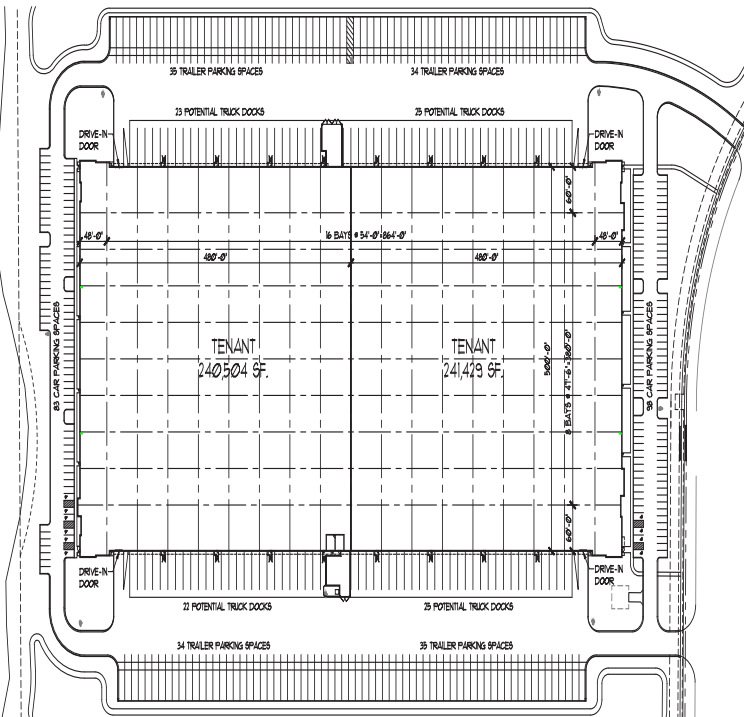 35 TRAILER PARKING SPACES
34 TRAILER PARKING SPACES
23 POTENTIAL TRUCK DOCKS
25 POTENTIAL TRUCK DOCKS
DRIVE-IN
DOOR
DRIVE-IN
DOOR
60'-0"
48'-0"
16 BAYS @ 54'-0"=864'-0"
48'-0"
480'-0"
480'-0"
83 CAR PARKING SPACES
TENANT
240,504 SF.
TENANT
241,429 SF.
500'-0"
8 BAYS @ 47'-6"=380'-0"
98 CAR PARKING SPACES
60'-0"
DRIVE-IN
DOOR
DRIVE-IN
DOOR
22 POTENTIAL TRUCK DOCKS
25 POTENTIAL TRUCK DOCKS
34 TRAILER PARKING SPACES
35 TRAILER PARKING SPACES